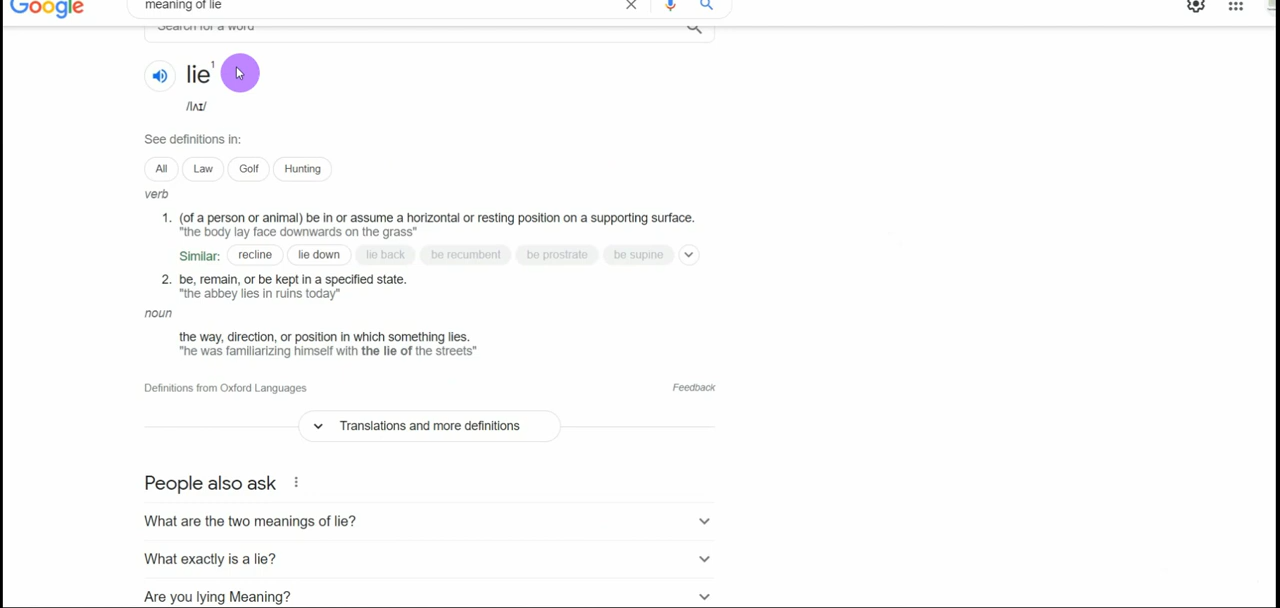 Google
meaning of lie
Search for a word
lie¹
/lʌɪ/
See definitions in:
All Law Golf Hunting
verb
1. (of a person or animal) be in or assume a horizontal or resting position on a supporting surface.
"the body lay face downwards on the grass"
Similar: recline lie down lie back be recumbent be prostrate be supine
2. be, remain, or be kept in a specified state.
"the abbey lies in ruins today"
noun
the way, direction, or position in which something lies.
"he was familiarizing himself with the lie of the streets"
Definitions from Oxford Languages Feedback
Translations and more definitions
People also ask
What are the two meanings of lie?
What exactly is a lie?
Are you lying Meaning?